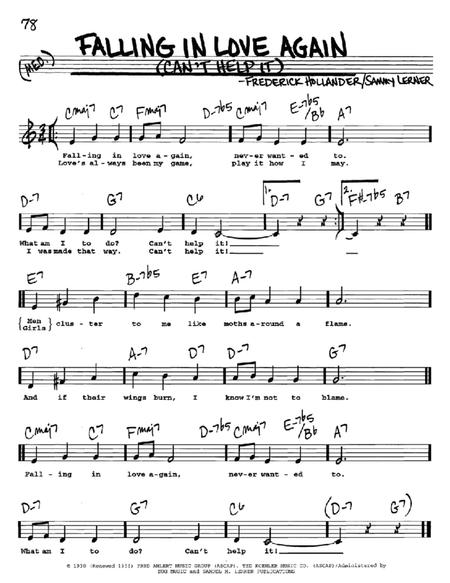 78
FALLING IN LOVE AGAIN
(MED.) (CAN'T HELP IT)
-FREDERICK HOLLANDER/SAMMY LERNER
Cmaj7 C7 Fmaj7 D-7b5 Cmaj7 E-7b5/Bb A7
Fall-ing in love a-gain, nev-er want-ed to.
Love's al-ways been my game, play it how I may.
D-7 G7 C6 1. D-7 G7 2. F#-7b5 B7
What am I to do? Can't help it!
I was made that way. Can't help it!
E7 B-7b5 E7 A-7
{Men Girls} clus-ter to me like moths a-round a flame.
D7 A-7 D7 D-7 G7
And if their wings burn, I know I'm not to blame.
Cmaj7 C7 Fmaj7 D-7b5 Cmaj7 E-7b5/Bb A7
Fall-ing in love a-gain, nev-er want-ed to.
D-7 G7 C6 (D-7 G7)
What am I to do? Can't help it!
© 1930 (Renewed 1958) FRED AHLERT MUSIC GROUP (ASCAP), THE KOEHLER MUSIC CO. (ASCAP)/Administered by
BUG MUSIC and SAMUEL M. LERNER PUBLICATIONS